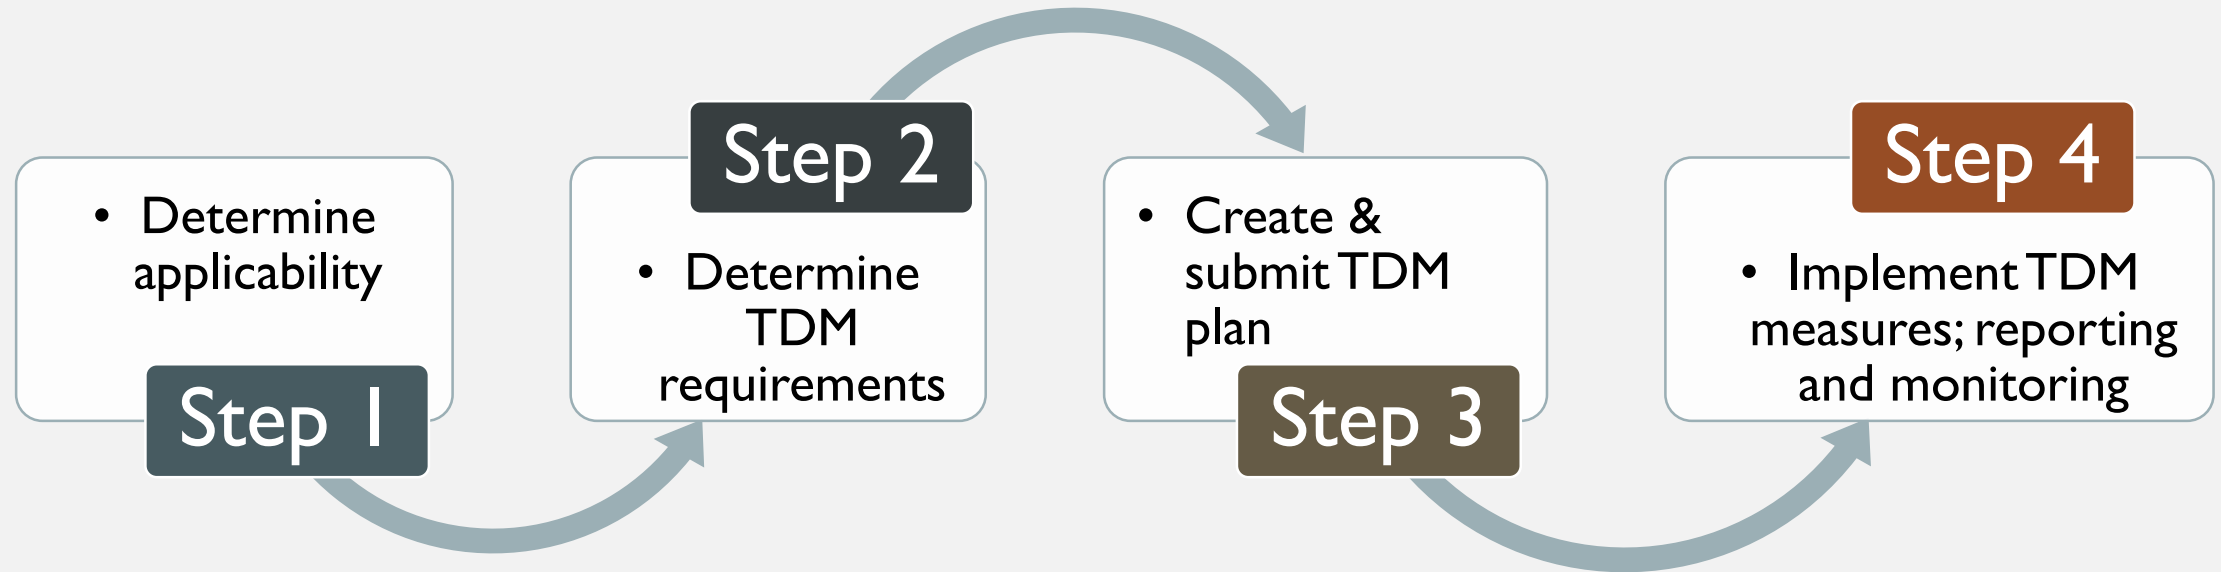 • Determine
applicability
Step 1
Step 2
• Determine
TDM
requirements
• Create &
submit TDM
plan
Step 3
Step 4
• Implement TDM
measures; reporting
and monitoring